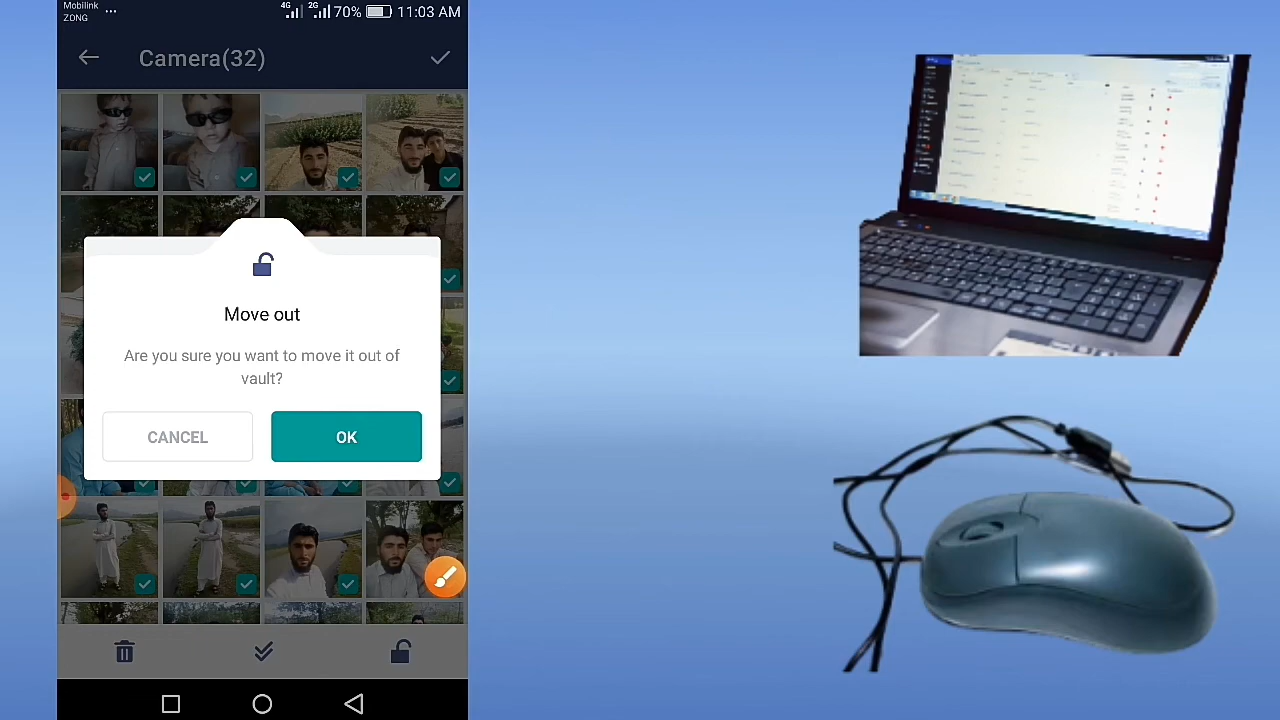 Mobilink ...
ZONG
4G 2G 70% 11:03 AM
Camera(32)
Move out
Are you sure you want to move it out of
vault?
CANCEL OK